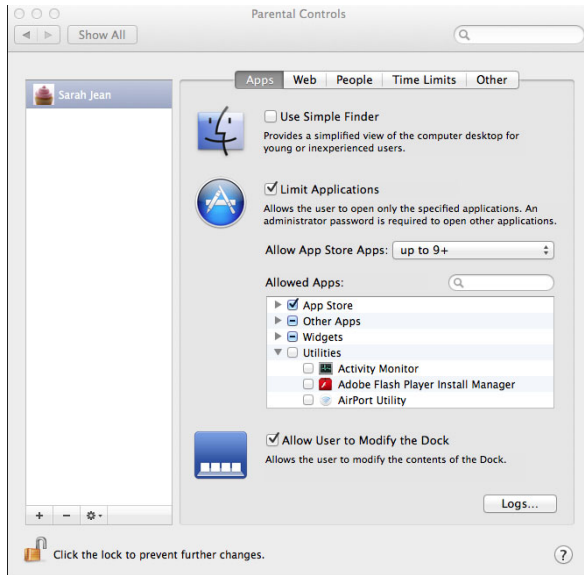 Parental Controls
Show All
Sarah Jean
Apps Web People Time Limits Other
Use Simple Finder
Provides a simplified view of the computer desktop for
young or inexperienced users.
Limit Applications
Allows the user to open only the specified applications. An
administrator password is required to open other applications.
Allow App Store Apps: up to 9+
Allowed Apps:
App Store
Other Apps
Widgets
Utilities
Activity Monitor
Adobe Flash Player Install Manager
AirPort Utility
Allow User to Modify the Dock
Allows the user to modify the contents of the Dock.
Logs...
+ −
Click the lock to prevent further changes.
?